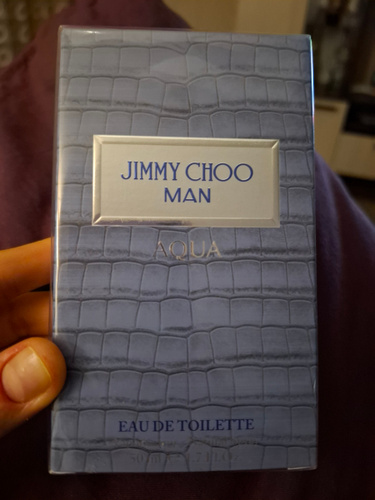 JIMMY CHOO
MAN
AQUA
EAU DE TOILETTE